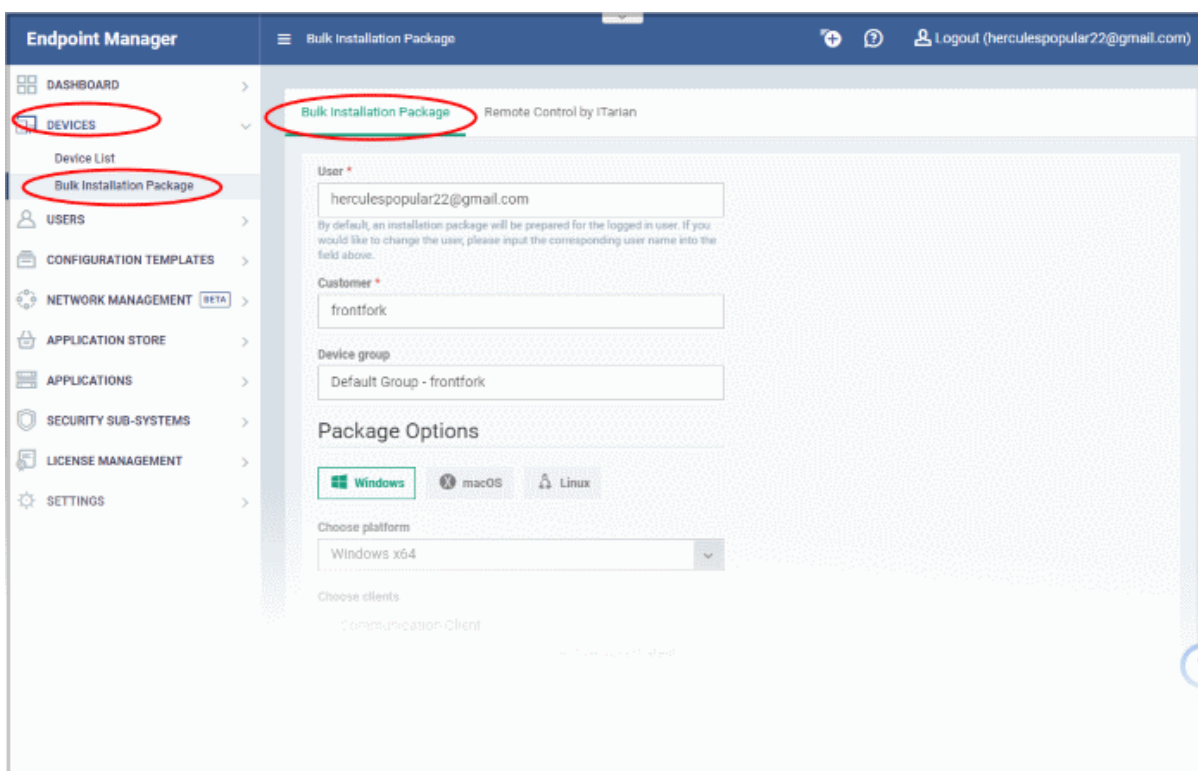 Endpoint Manager
Bulk Installation Package
Logout (herculespopular22@gmail.com)
DASHBOARD
DEVICES
Device List
Bulk Installation Package
USERS
CONFIGURATION TEMPLATES
NETWORK MANAGEMENT BETA
APPLICATION STORE
APPLICATIONS
SECURITY SUB-SYSTEMS
LICENSE MANAGEMENT
SETTINGS
Bulk Installation Package
Remote Control by ITarian
User *
herculespopular22@gmail.com
By default, an installation package will be prepared for the logged in user. If you
would like to change the user, please input the corresponding user name into the
field above.
Customer *
frontfork
Device group
Default Group - frontfork
Package Options
Windows
macOS
Linux
Choose platform
Windows x64
Choose clients
Communication Client